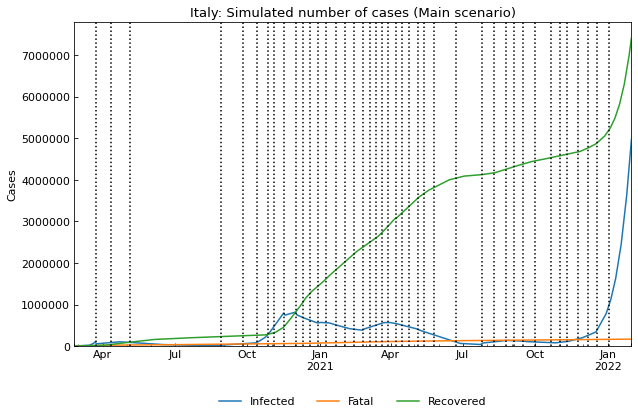 Italy: Simulated number of cases (Main scenario)
Cases
7000000
6000000
5000000
4000000
3000000
2000000
1000000
0
Apr Jul Oct Jan Apr Jul Oct Jan
2021 2022
Infected Fatal Recovered